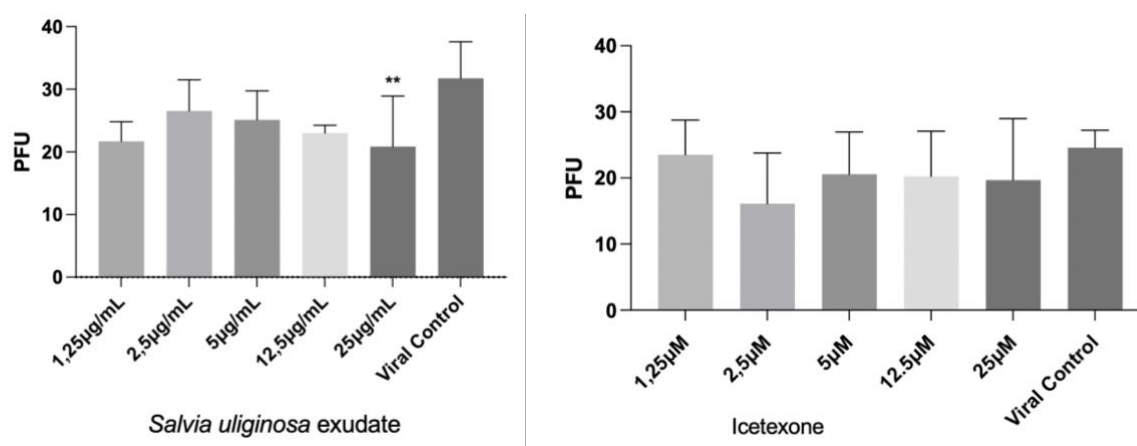 40
30
20
10
0
PFU
**
1,25µg/mL
2,5µg/mL
5µg/mL
12,5µg/mL
25µg/mL
Viral Control
Salvia uliginosa exudate
40
30
20
10
0
PFU
1,25µM
2,5µM
5µM
12.5µM
25µM
Viral Control
Icetexone